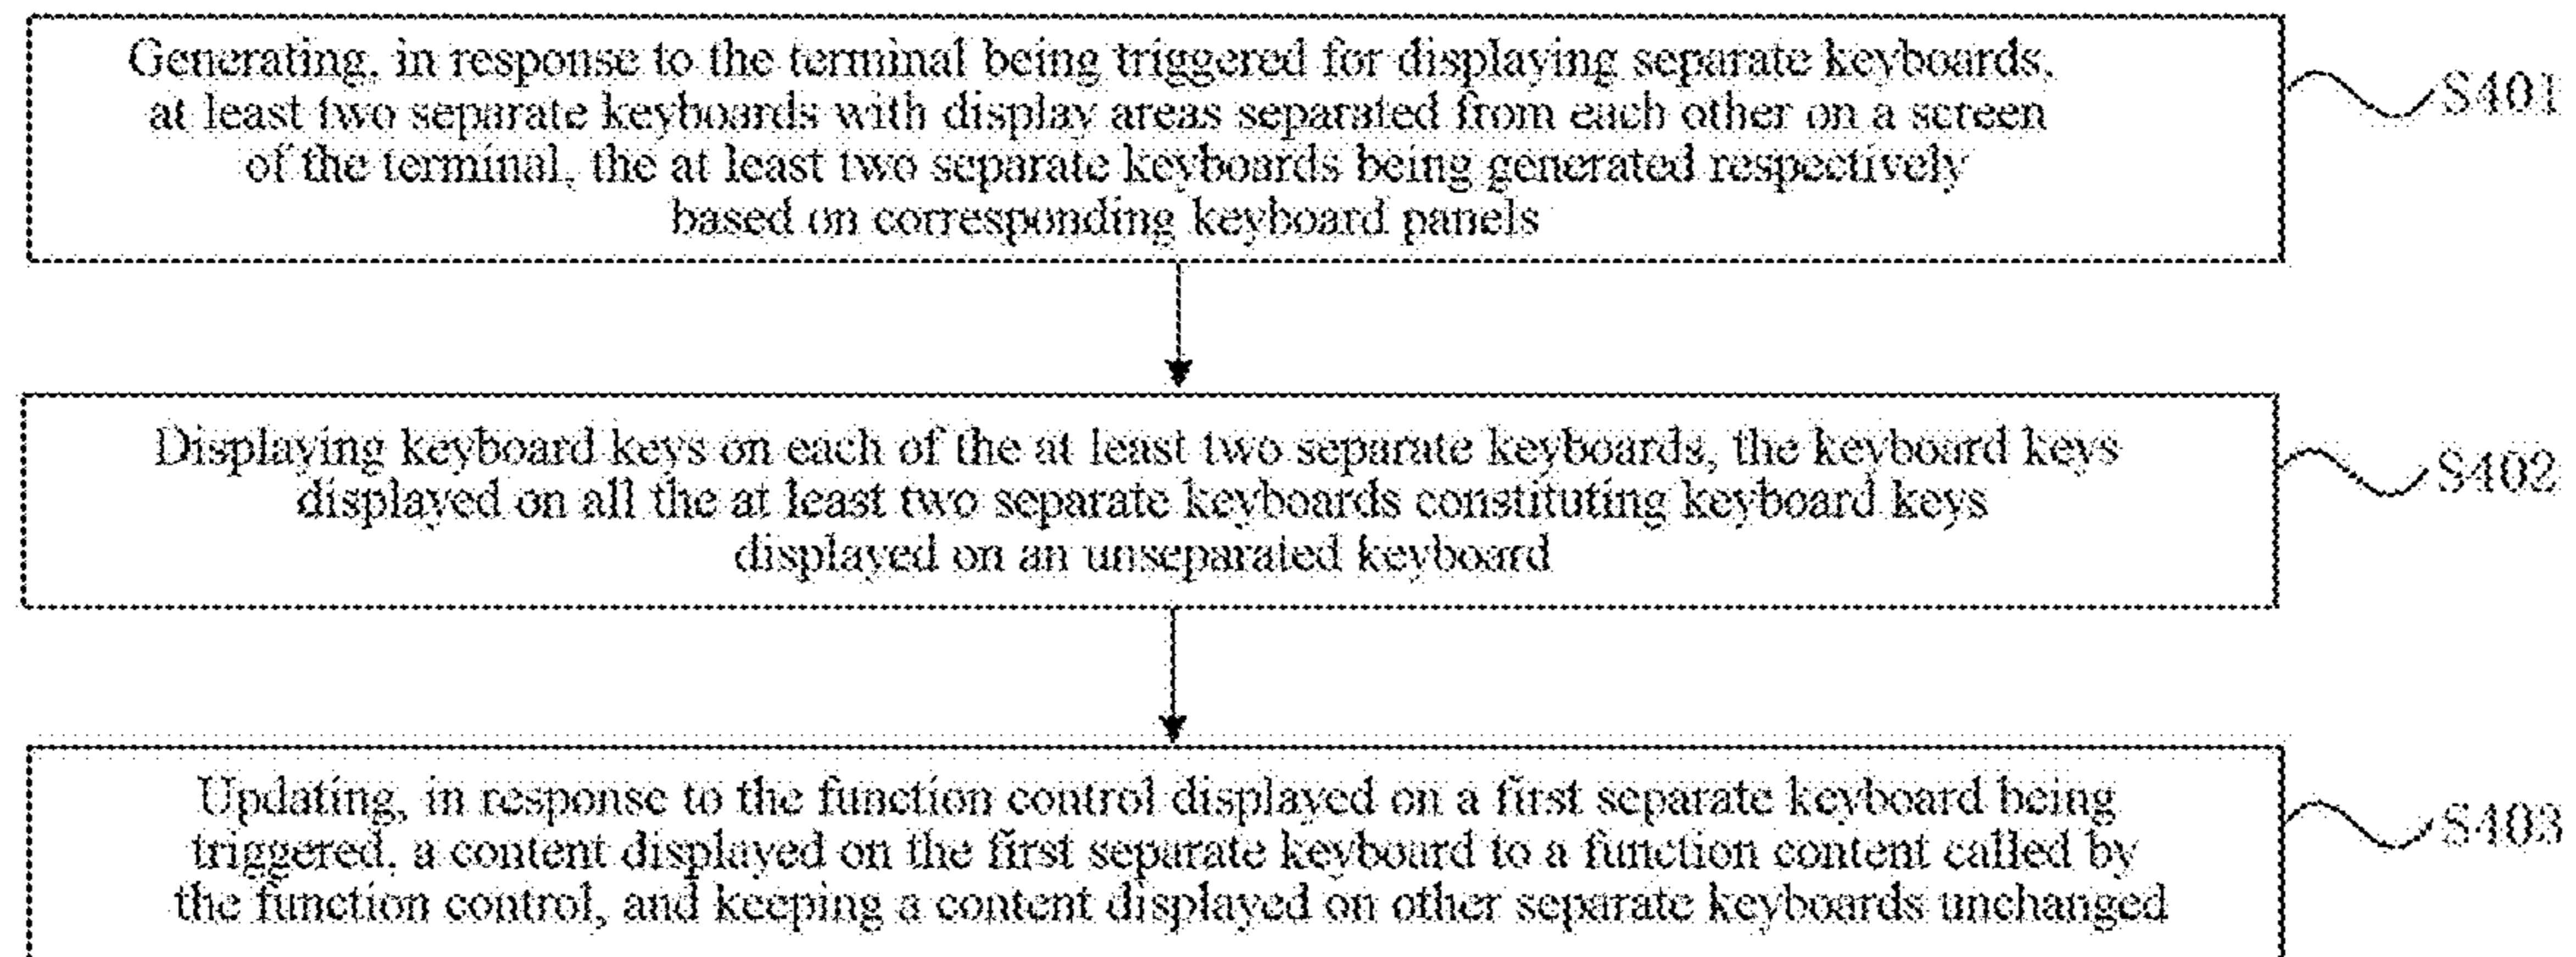 Generating, in response to the terminal being triggered for displaying separate keyboards,
at least two separate keyboards with display areas separated from each other on a screen
of the terminal, the at least two separate keyboards being generated respectively
based on corresponding keyboard panels
S401
Displaying keyboard keys on each of the at least two separate keyboards, the keyboard keys
displayed on all the at least two separate keyboards constituting keyboard keys
displayed on an unseparated keyboard
S402
Updating, in response to the function control displayed on a first separate keyboard being
triggered, a content displayed on the first separate keyboard to a function content called by
the function control, and keeping a content displayed on other separate keyboards unchanged
S403